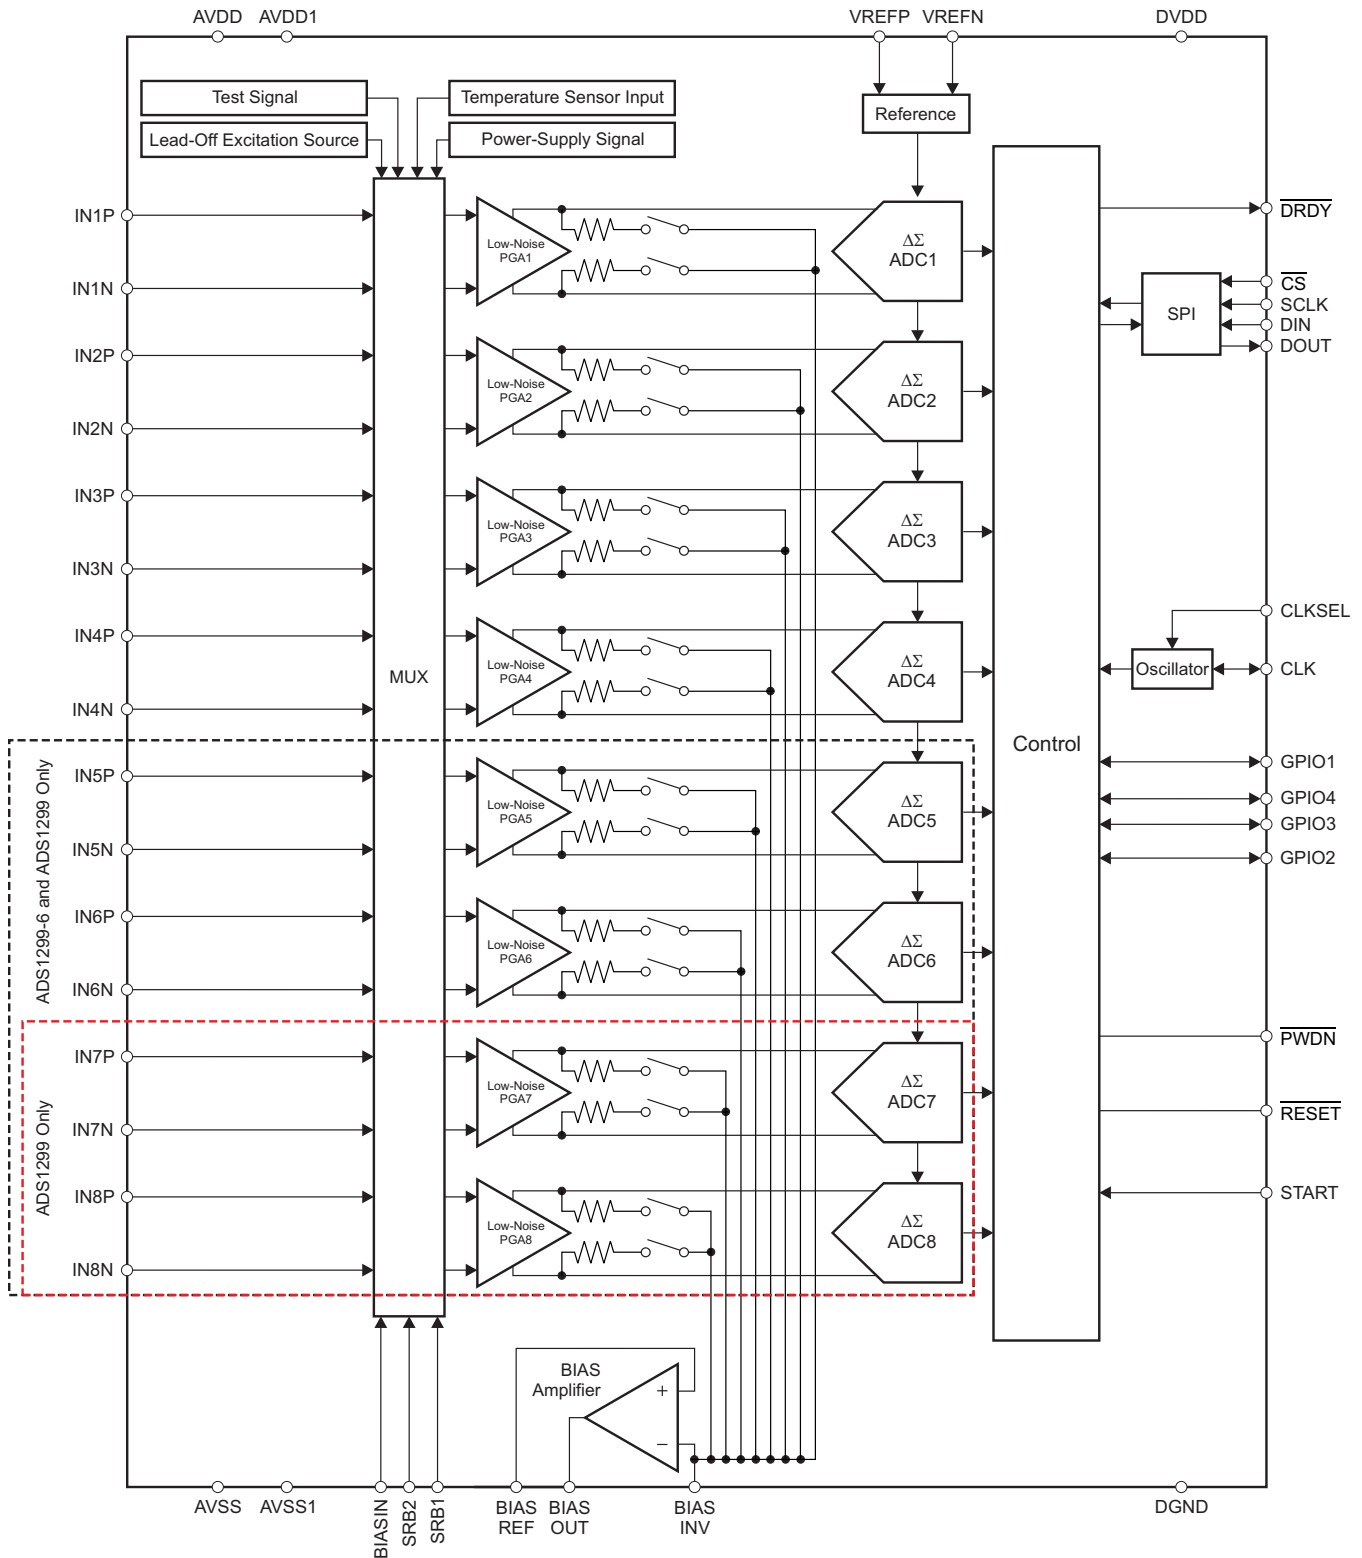 AVDD AVDD1 VREFP VREFN DVDD
Test Signal
Temperature Sensor Input
Lead-Off Excitation Source
Power-Supply Signal
Reference
IN1P
IN1N
IN2P
IN2N
IN3P
IN3N
IN4P
IN4N
IN5P
IN5N
IN6P
IN6N
IN7P
IN7N
IN8P
IN8N
ADS1299-6 and ADS1299 Only
ADS1299 Only
MUX
Low-Noise
PGA1
Low-Noise
PGA2
Low-Noise
PGA3
Low-Noise
PGA4
Low-Noise
PGA5
Low-Noise
PGA6
Low-Noise
PGA7
Low-Noise
PGA8
ΔΣ
ADC1
ΔΣ
ADC2
ΔΣ
ADC3
ΔΣ
ADC4
ΔΣ
ADC5
ΔΣ
ADC6
ΔΣ
ADC7
ΔΣ
ADC8
Control
SPI
Oscillator
DRDY
CS
SCLK
DIN
DOUT
CLKSEL
CLK
GPIO1
GPIO4
GPIO3
GPIO2
PWDN
RESET
START
BIAS
Amplifier
+
−
AVSS AVSS1
BIASIN
SRB2
SRB1
BIAS
REF
BIAS
OUT
BIAS
INV
DGND